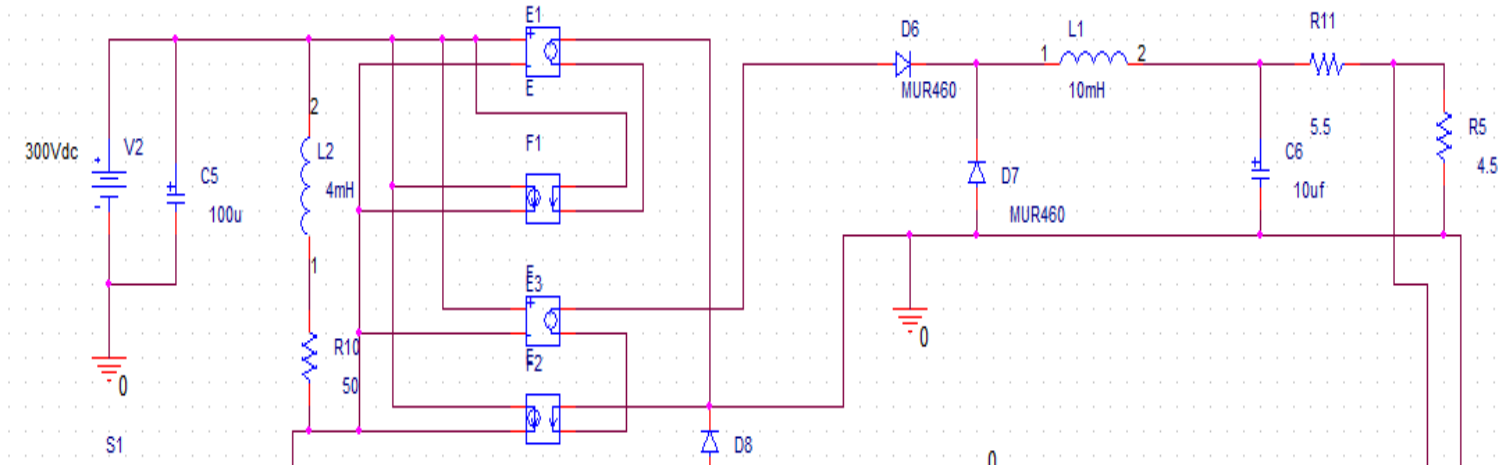 E1
E
D6
MUR460
1
L1
2
10mH
R11
5.5
R5
4.5
300Vdc
+
V2
-
+
C5
100u
2
L2
4mH
1
F1
D7
MUR460
+
C6
10uf
E3
E
F2
R10
50
0
0
S1
D8
0